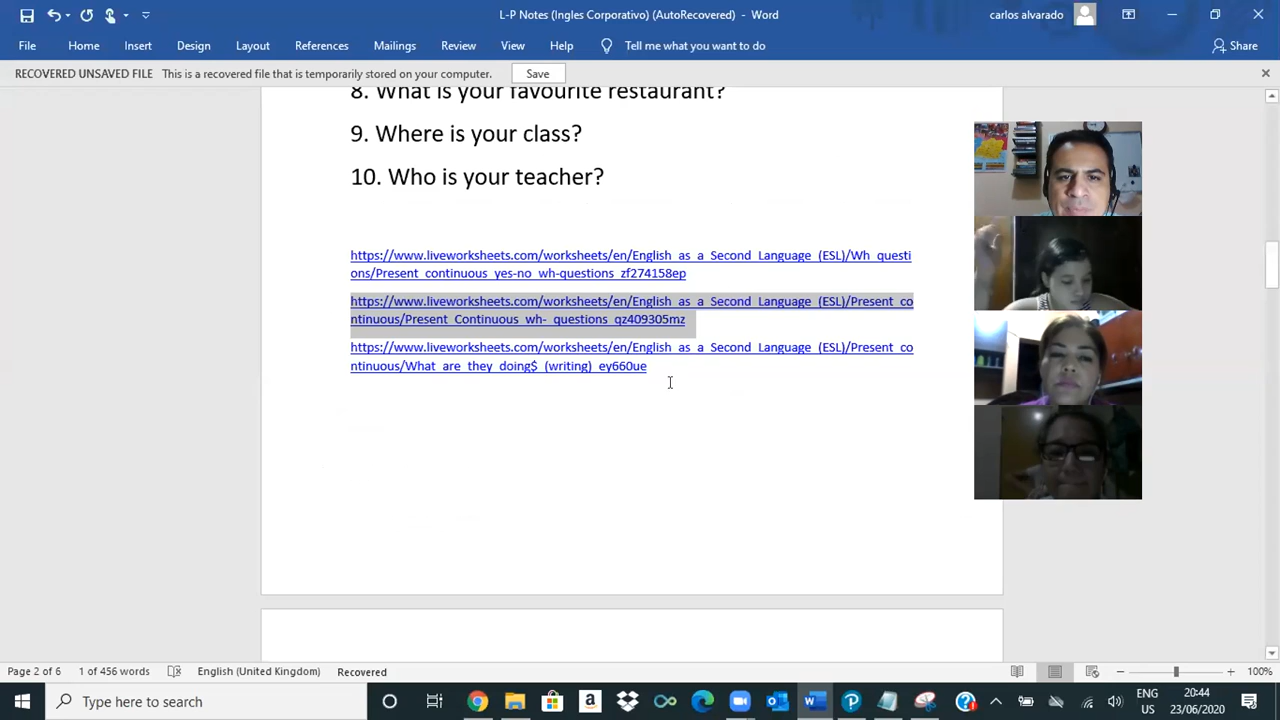 L-P Notes (Ingles Corporativo) (AutoRecovered) - Word
carlos alvarado
File Home Insert Design Layout References Mailings Review View Help Tell me what you want to do Share
RECOVERED UNSAVED FILE This is a recovered file that is temporarily stored on your computer. Save
8. What is your favourite restaurant?
9. Where is your class?
10. Who is your teacher?
https://www.liveworksheets.com/worksheets/en/English_as_a_Second_Language_(ESL)/Wh_questi
ons/Present_continuous_yes-no_wh-questions_zf274158ep
https://www.liveworksheets.com/worksheets/en/English_as_a_Second_Language_(ESL)/Present_co
ntinuous/Present_Continuous_wh-_questions_qz409305mz
https://www.liveworksheets.com/worksheets/en/English_as_a_Second_Language_(ESL)/Present_co
ntinuous/What_are_they_doing$_(writing)_ey660ue
Page 2 of 6 1 of 456 words English (United Kingdom) Recovered 100%
Type here to search
ENG 20:44
US 23/06/2020